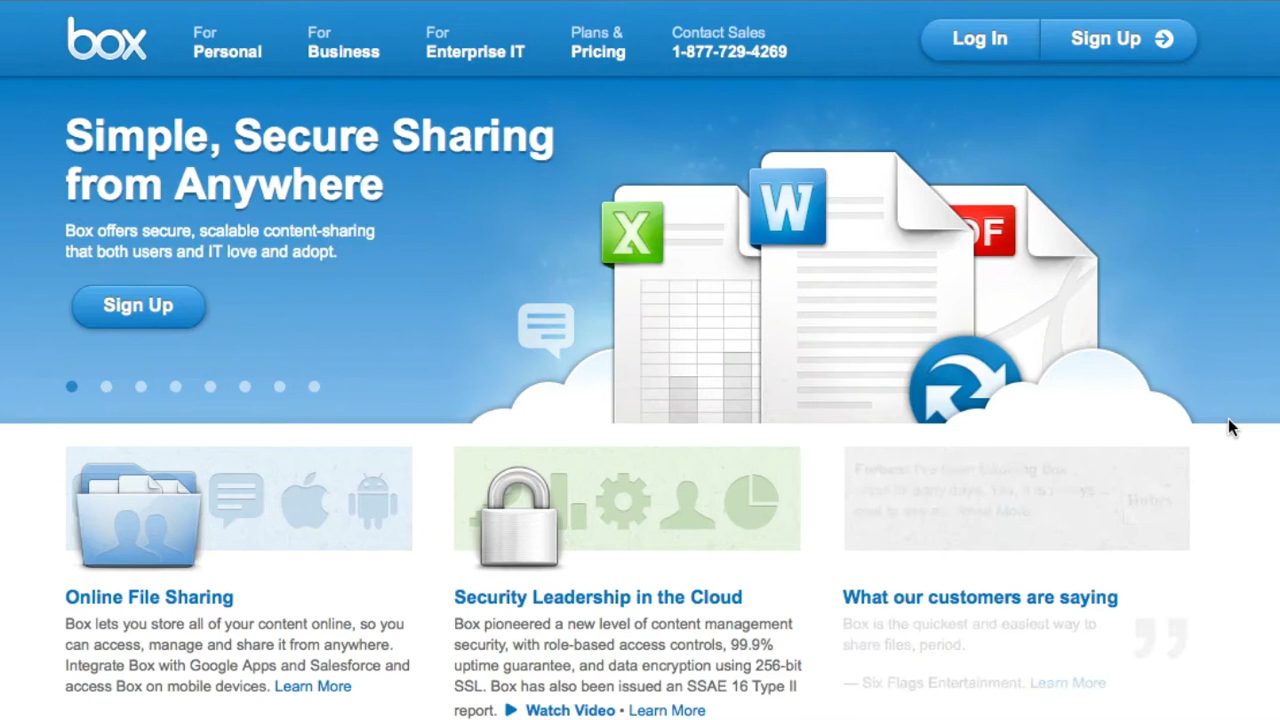 box
For
Personal
For
Business
For
Enterprise IT
Plans &
Pricing
Contact Sales
1-877-729-4269
Log In
Sign Up
Simple, Secure Sharing
from Anywhere
Box offers secure, scalable content-sharing
that both users and IT love and adopt.
Sign Up
X
W
DF
Online File Sharing
Box lets you store all of your content online, so you
can access, manage and share it from anywhere.
Integrate Box with Google Apps and Salesforce and
access Box on mobile devices. Learn More
Security Leadership in the Cloud
Box pioneered a new level of content management
security, with role-based access controls, 99.9%
uptime guarantee, and data encryption using 256-bit
SSL. Box has also been issued an SSAE 16 Type II
report. Watch Video • Learn More
Forbes
What our customers are saying
Box is the quickest and easiest way to
share files, period.
— Six Flags Entertainment. Learn More